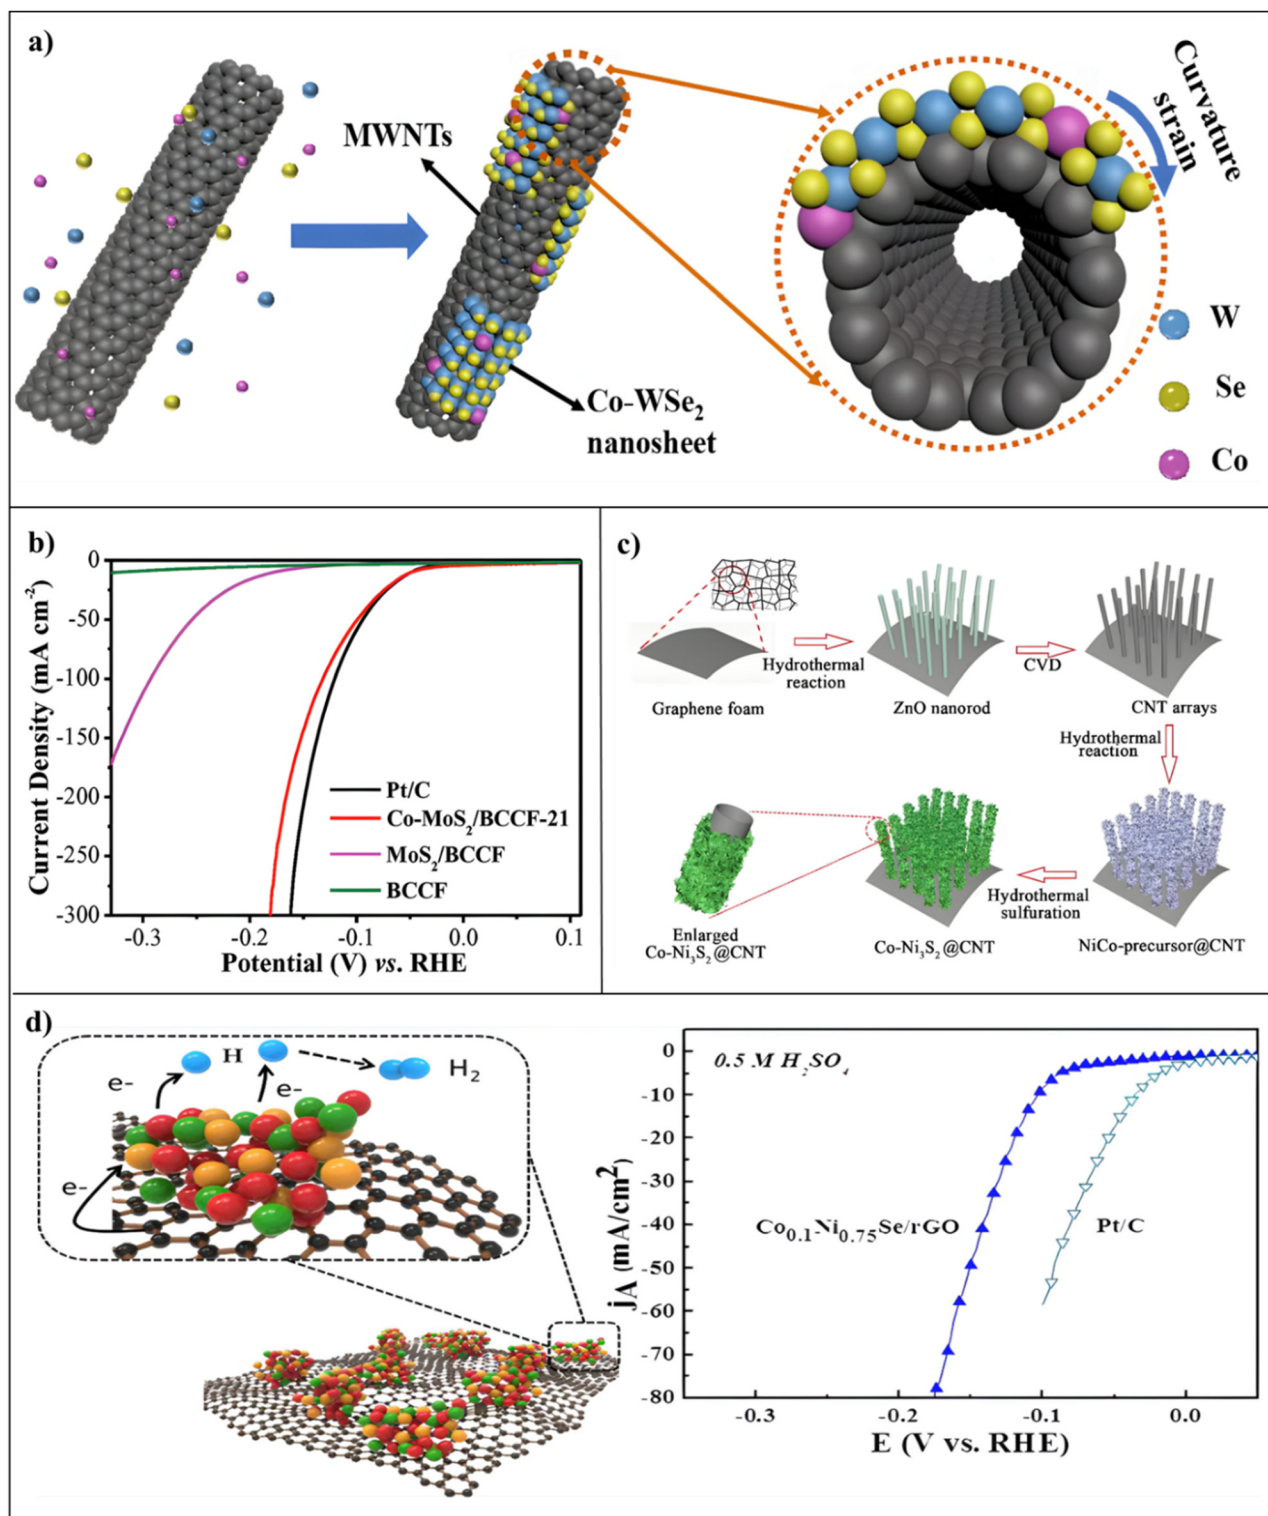 a)
MWNTs
Co-WSe₂
nanosheet
Curvature
strain
W
Se
Co
b)
Current Density (mA cm⁻²)
0
-50
-100
-150
-200
-250
-300
Pt/C
Co-MoS₂/BCCF-21
MoS₂/BCCF
BCCF
-0.3
-0.2
-0.1
0.0
0.1
Potential (V) vs. RHE
c)
Graphene foam
Hydrothermal
reaction
ZnO nanorod
CVD
CNT arrays
Hydrothermal
reaction
NiCo-precursor@CNT
Hydrothermal
sulfuration
Co-Ni₃S₂@CNT
Enlarged
Co-Ni₃S₂@CNT
d)
H
H₂
e-
e-
e-
0.5 M H₂SO₄
jA (mA/cm²)
0
-10
-20
-30
-40
-50
-60
-70
-80
Co₀.₁Ni₀.₇₅Se/rGO
Pt/C
-0.3
-0.2
-0.1
0.0
E (V vs. RHE)